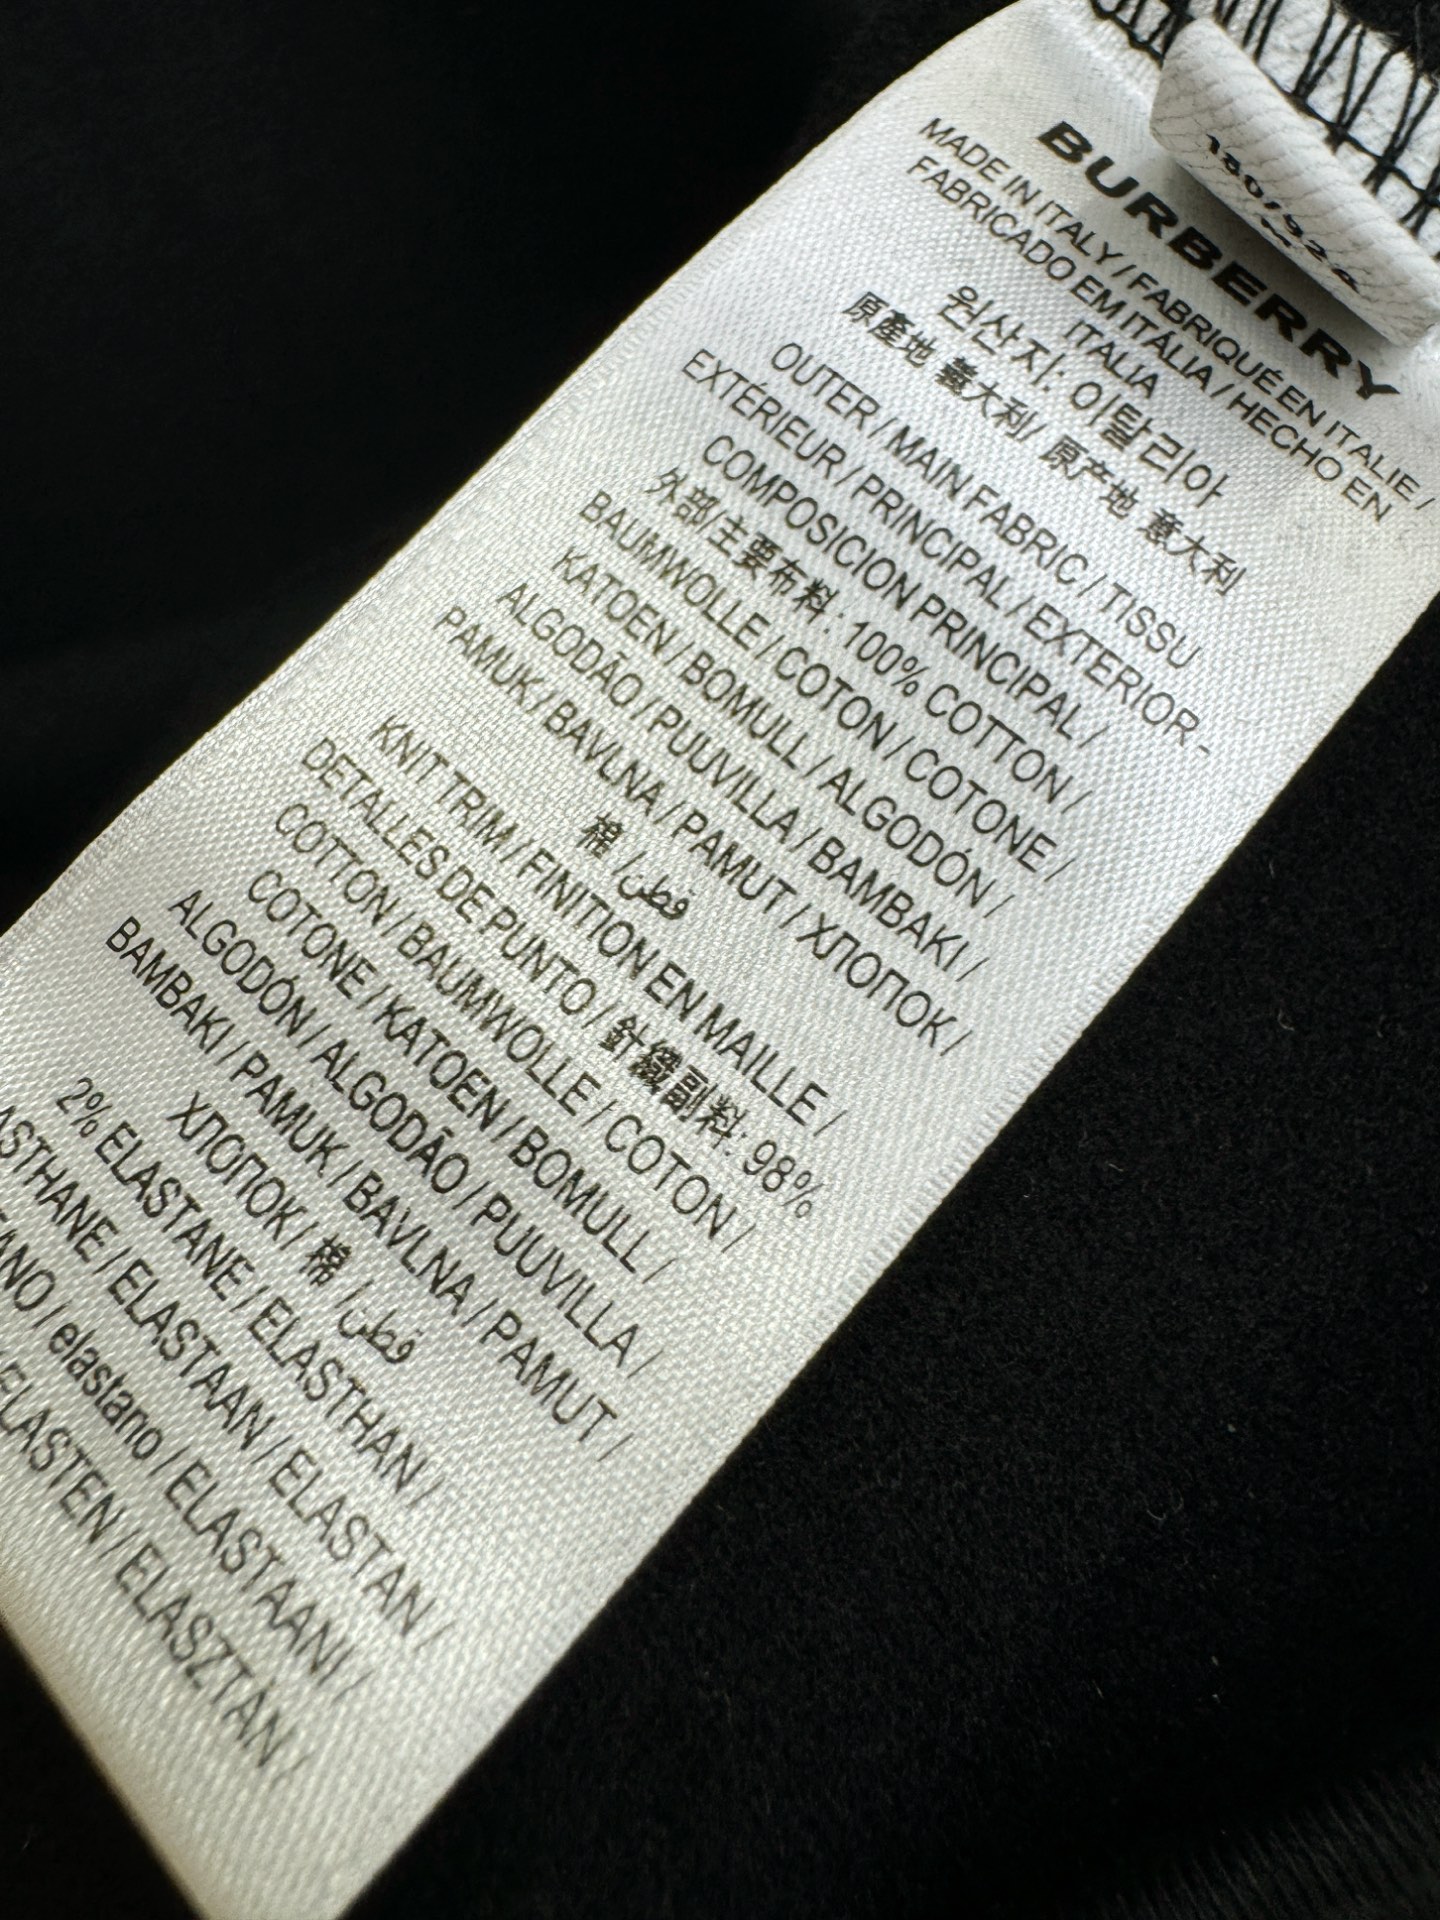 180/92A
M
BURBERRY
MADE IN ITALY / FABRIQUÉ EN ITALIE /
FABRICADO EM ITÁLIA / HECHO EN
ITALIA
원산지: 이탈리아
原產地 義大利/ 原产地 意大利
OUTER / MAIN FABRIC / TISSU
EXTÉRIEUR / PRINCIPAL / EXTERIOR -
COMPOSICION PRINCIPAL /
外部/主要布料: 100% COTTON /
BAUMWOLLE / COTON / COTONE /
KATOEN / BOMULL / ALGODÓN /
ALGODÃO / PUUVILLA / BAMBAKI /
PAMUK / BAVLNA / PAMUT / ХЛОПОК /
棉 / قطن
KNIT TRIM / FINITION EN MAILLE /
DETALLES DE PUNTO / 針織副料: 98%
COTTON / BAUMWOLLE / COTON /
COTONE / KATOEN / BOMULL /
ALGODÓN / ALGODÃO / PUUVILLA /
BAMBAKI / PAMUK / BAVLNA / PAMUT /
ХЛОПОК / 棉 / قطن
2% ELASTANE / ELASTHAN /
ASTHANE / ELASTAAN / ELASTAN /
TANO / elastano / ELASTAANI /
ELASTEN / ELASZTAN /